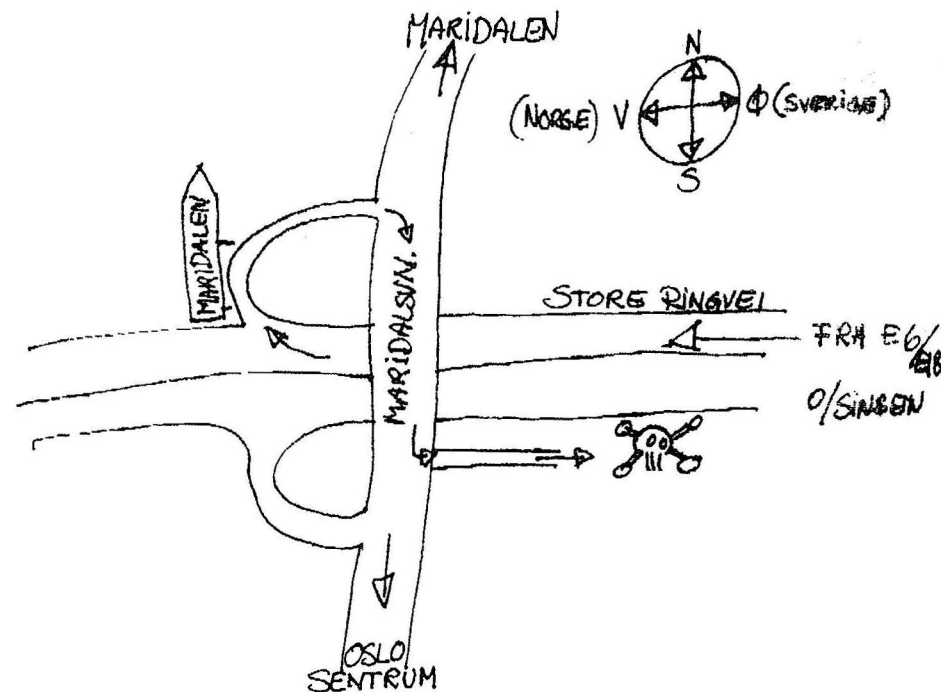 MARIDALEN
N
(NORGE) V
Ø (SVERIGE)
S
MARIDALEN
MARIDALSVN.
STORE RINGVEI
FRA E6/
O/SINSEN
OSLO
SENTRUM